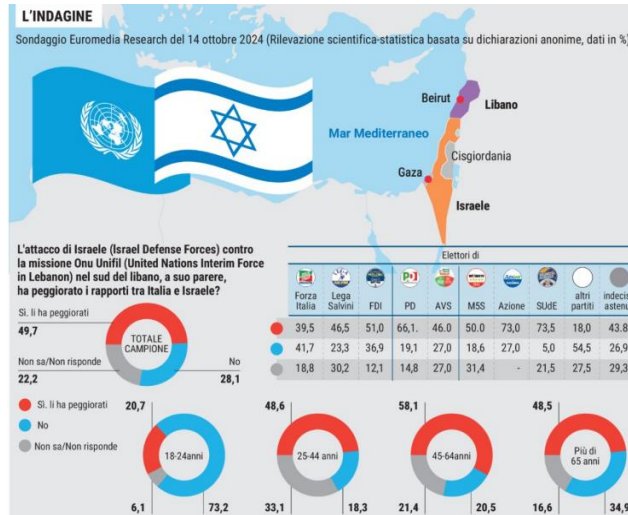 L'INDAGINE
Sondaggio Euromedia Research del 14 ottobre 2024 (Rilevazione scientifica-statistica basata su dichiarazioni anonime, dati in %)
Beirut
Libano
Mar Mediterraneo
Cisgiordania
Gaza
Israele
L'attacco di Israele (Israel Defense Forces) contro
la missione Onu Unifil (United Nations Interim Force
in Lebanon) nel sud del libano, a suo parere,
ha peggiorato i rapporti tra Italia e Israele?
Sì. li ha peggiorati
49,7
TOTALE
CAMPIONE
Non sa/Non risponde No
22,2 28,1
Elettori di
Forza Italia Lega Salvini FDI PD AVS M5S Azione SUdE altri partiti indecisi astenu
39,5 46,5 51,0 66,1. 46.0 50.0 73,0 73,5 18,0 43.8
41,7 23,3 36,9 19,1 27,0 18,6 27,0 5,0 54,5 26,9
18,8 30,2 12,1 14,8 27,0 31,4 - 21,5 27,5 29,3
Sì. li ha peggiorati
No
Non sa/Non risponde
20,7
18-24anni
6,1 73,2
48,6
25-44 anni
33,1 18,3
58,1
45-64anni
21,4 20,5
48,5
Più di
65 anni
16,6 34,9